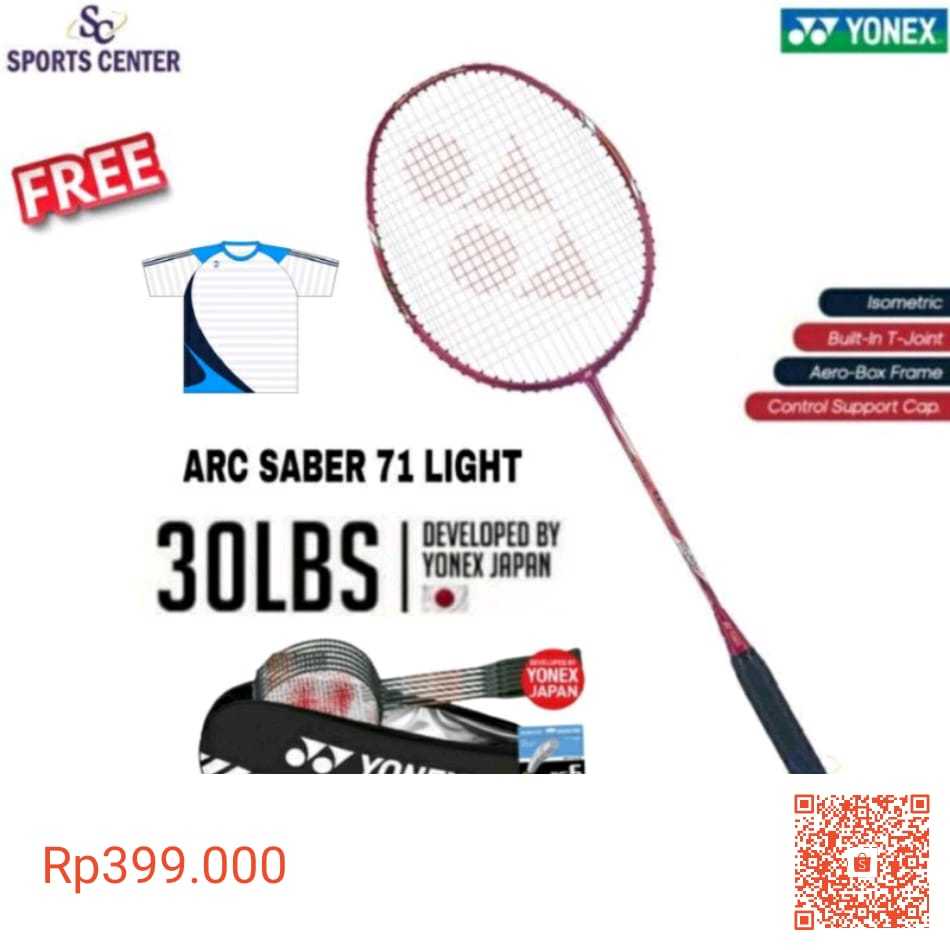 SC
SPORTS CENTER
YONEX
FREE
Isometric
Built-In T-Joint
Aero-Box Frame
Control Support Cap.
ARC SABER 71 LIGHT
30LBS
DEVELOPED BY
YONEX JAPAN
DEVELOPED BY
YONEX
JAPAN
YONEX
Rp399.000